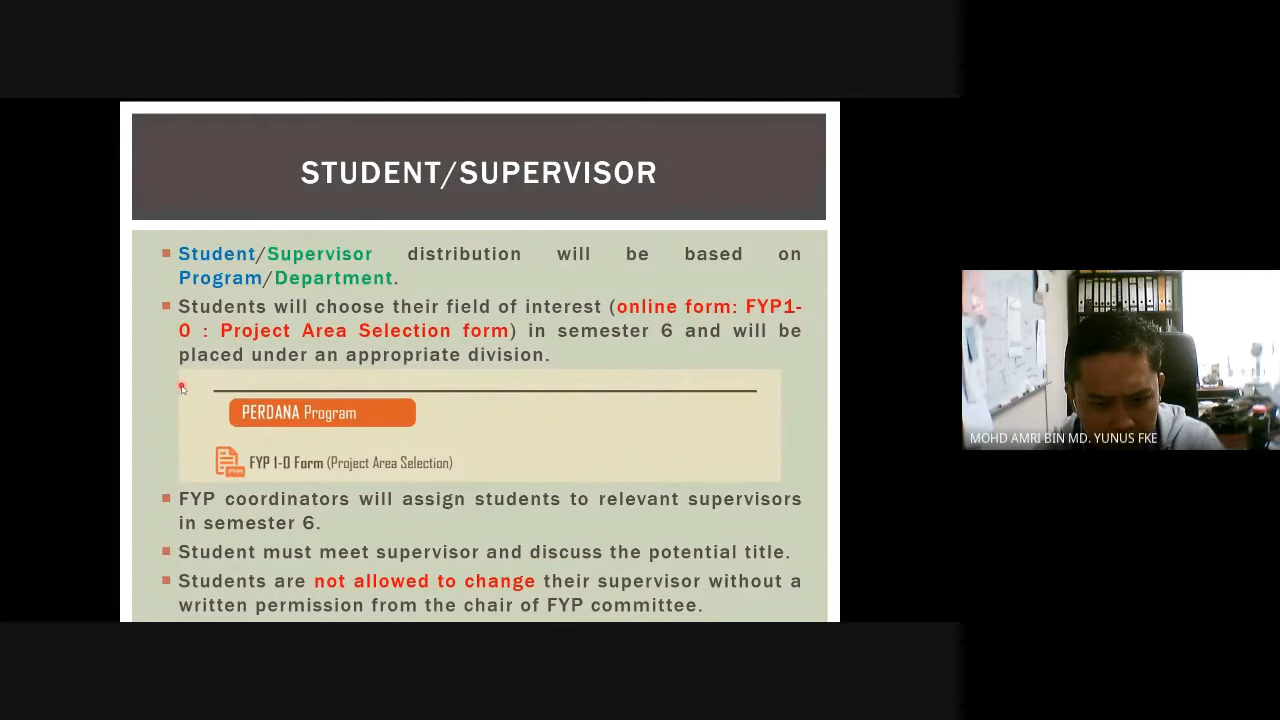 STUDENT/SUPERVISOR
Student/Supervisor distribution will be based on
Program/Department.
Students will choose their field of interest (online form: FYP1-
0 : Project Area Selection form) in semester 6 and will be
placed under an appropriate division.
PERDANA Program
FYP 1-0 Form (Project Area Selection)
FYP coordinators will assign students to relevant supervisors
in semester 6.
Student must meet supervisor and discuss the potential title.
Students are not allowed to change their supervisor without a
written permission from the chair of FYP committee.
MOHD AMRI BIN MD. YUNUS FKE